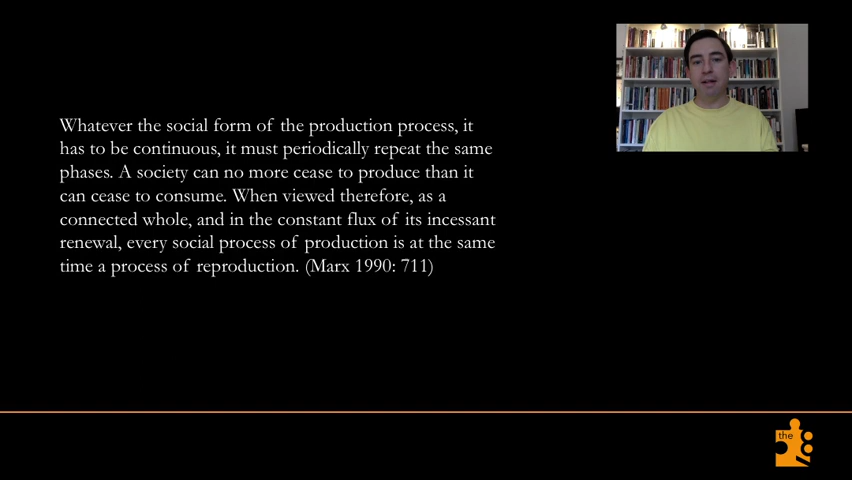 Whatever the social form of the production process, it
has to be continuous, it must periodically repeat the same
phases. A society can no more cease to produce than it
can cease to consume. When viewed therefore, as a
connected whole, and in the constant flux of its incessant
renewal, every social process of production is at the same
time a process of reproduction. (Marx 1990: 711)
the